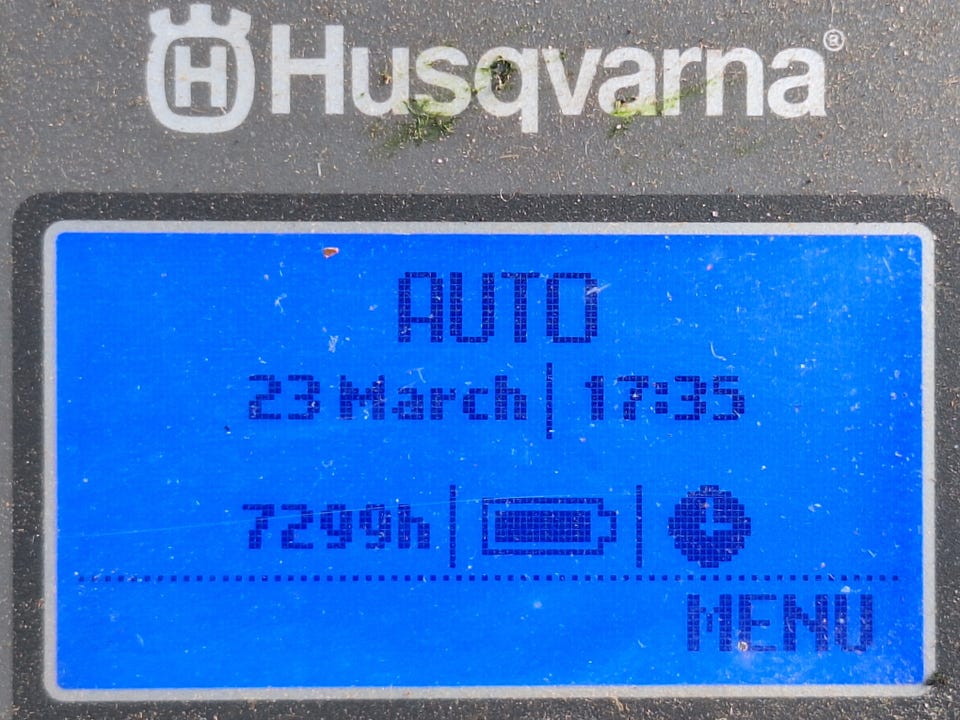 H Husqvarna®
AUTO
23 March | 17:35
7299h
MENU